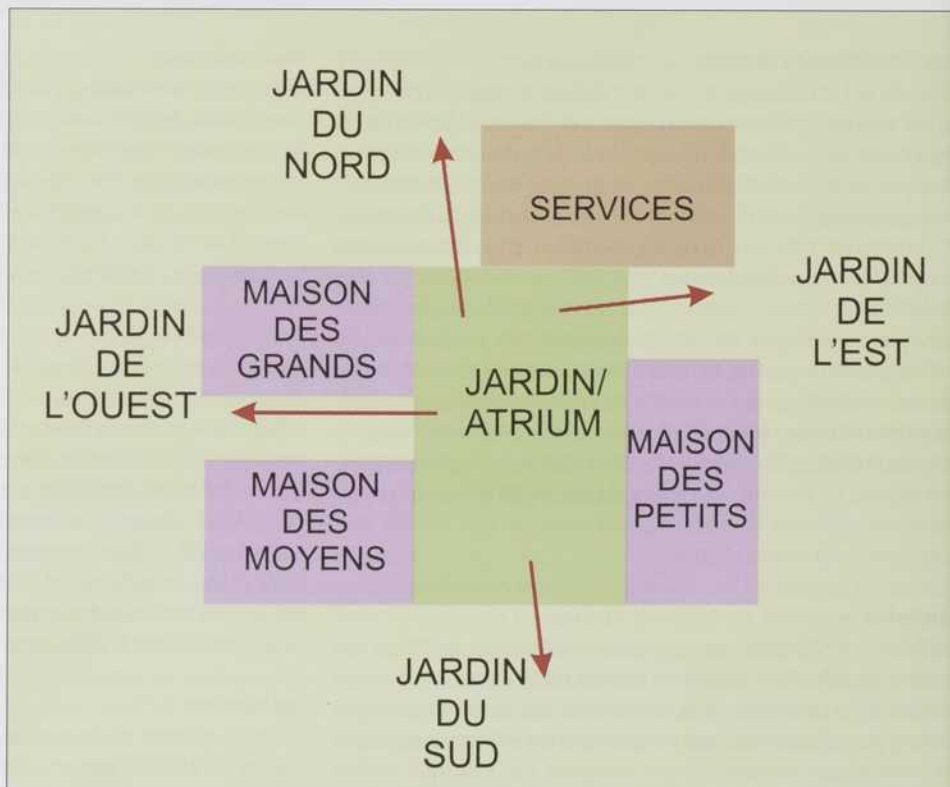 JARDIN
DU
NORD
SERVICES
MAISON
DES
GRANDS
JARDIN
DE
L'EST
JARDIN
DE
L'OUEST
JARDIN/
ATRIUM
MAISON
DES
PETITS
MAISON
DES
MOYENS
JARDIN
DU
SUD